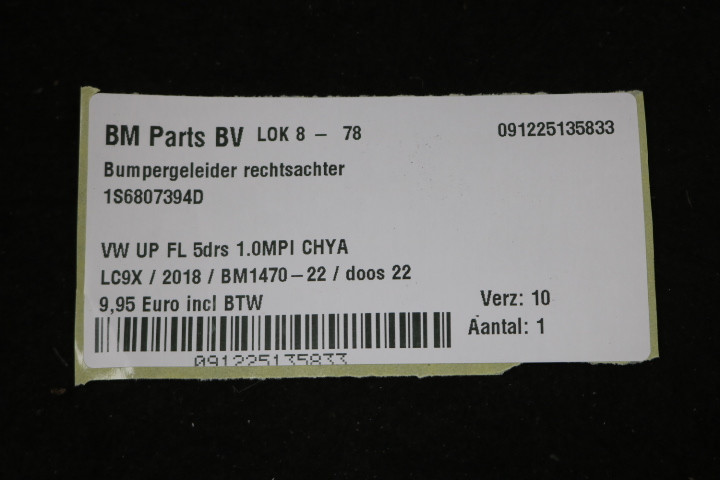 BM Parts BV LOK 8 - 78 091225135833
Bumpergeleider rechtsachter
1S6807394D
VW UP FL 5drs 1.0MPI CHYA
LC9X / 2018 / BM1470-22 / doos 22
9,95 Euro incl BTW Verz: 10
Aantal: 1
091225135833